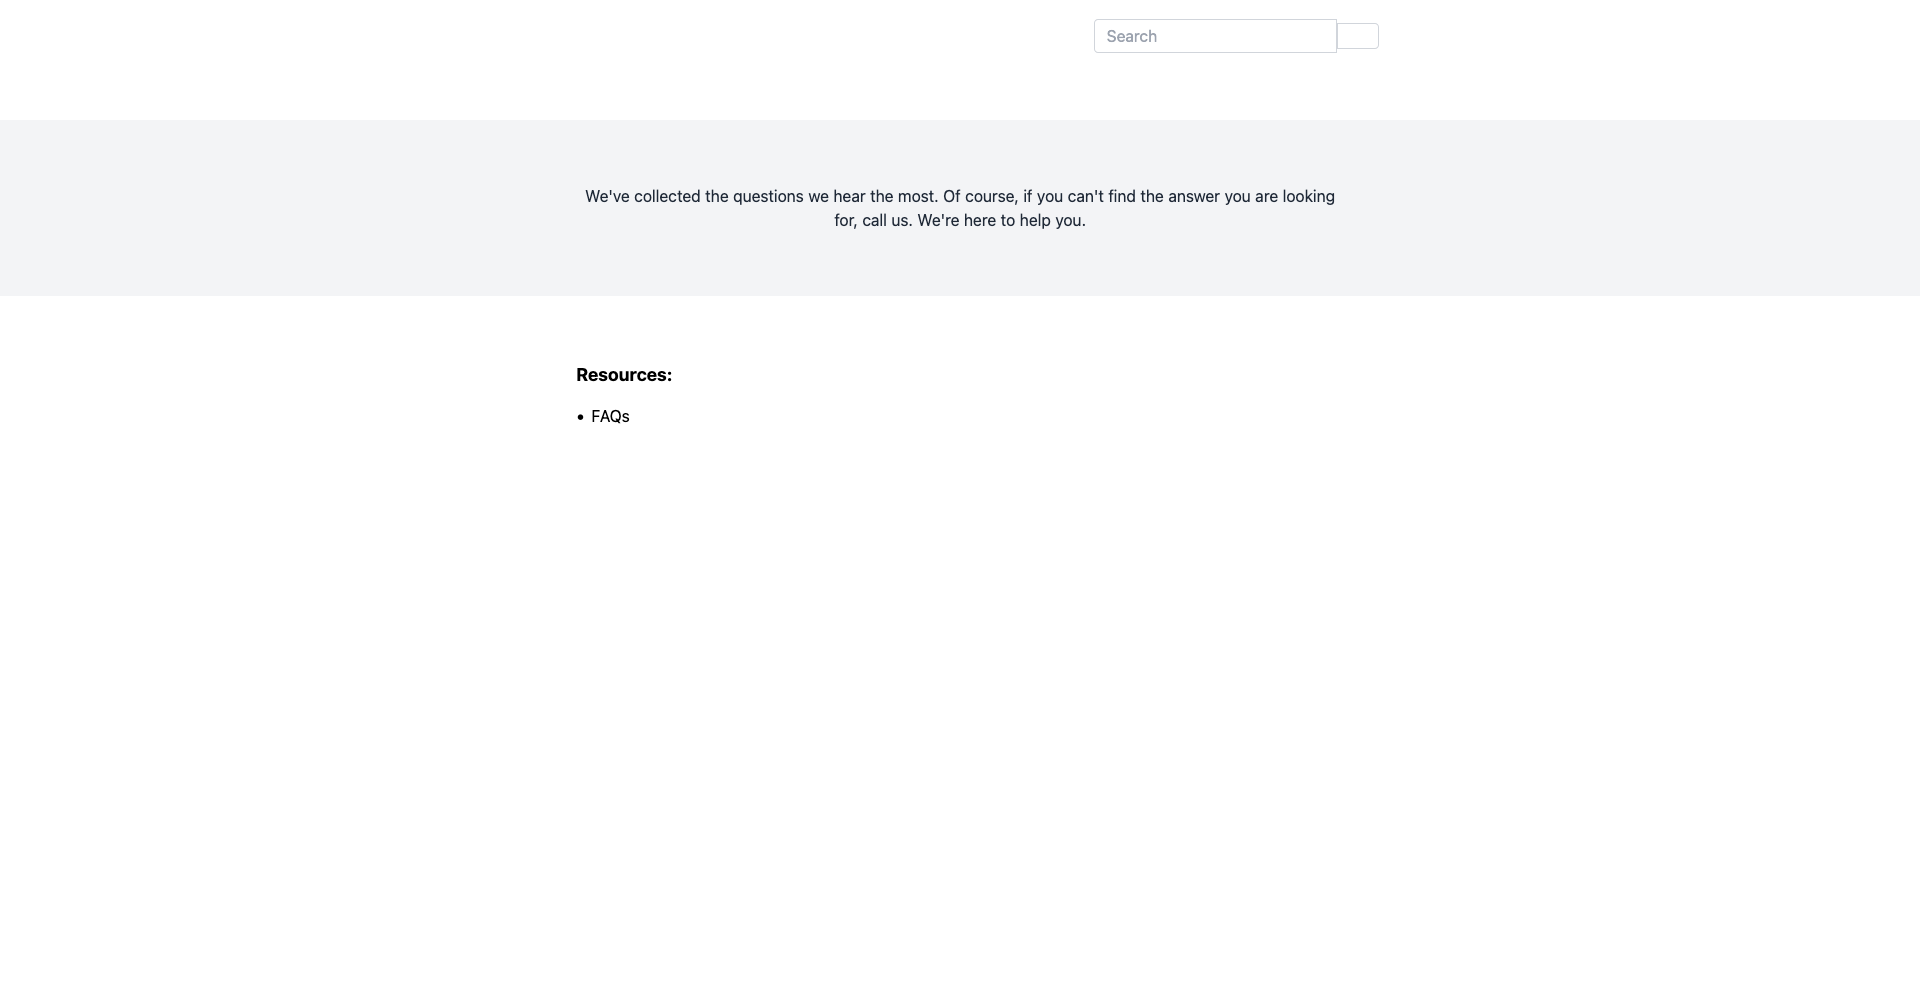 Search
We've collected the questions we hear the most. Of course, if you can't find the answer you are looking
for, call us. We're here to help you.
Resources:
• FAQs